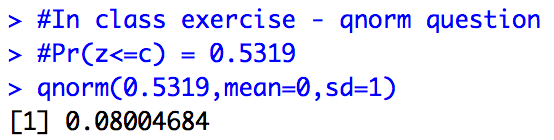 > #In class exercise - qnorm question
> #Pr(z<=c) = 0.5319
> qnorm(0.5319,mean=0,sd=1)
[1] 0.08004684